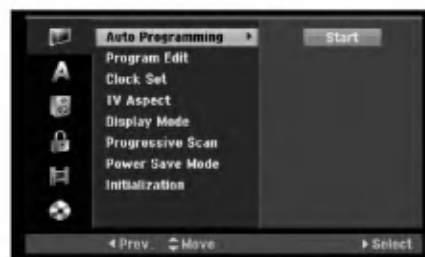 Auto Programming
Start
Program Edit
A
Clock Set
TV Aspect
Display Mode
Progressive Scan
Power Save Mode
Initialization
Prev. Move Select